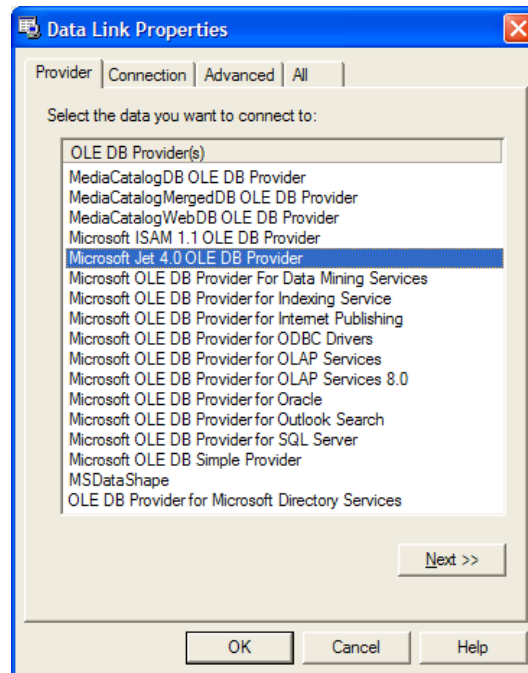 Data Link Properties
Provider Connection Advanced All
Select the data you want to connect to:
OLE DB Provider(s)
MediaCatalogDB OLE DB Provider
MediaCatalogMergedDB OLE DB Provider
MediaCatalogWebDB OLE DB Provider
Microsoft ISAM 1.1 OLE DB Provider
Microsoft Jet 4.0 OLE DB Provider
Microsoft OLE DB Provider For Data Mining Services
Microsoft OLE DB Provider for Indexing Service
Microsoft OLE DB Provider for Internet Publishing
Microsoft OLE DB Provider for ODBC Drivers
Microsoft OLE DB Provider for OLAP Services
Microsoft OLE DB Provider for OLAP Services 8.0
Microsoft OLE DB Provider for Oracle
Microsoft OLE DB Provider for Outlook Search
Microsoft OLE DB Provider for SQL Server
Microsoft OLE DB Simple Provider
MSDataShape
OLE DB Provider for Microsoft Directory Services
Next >>
OK Cancel Help